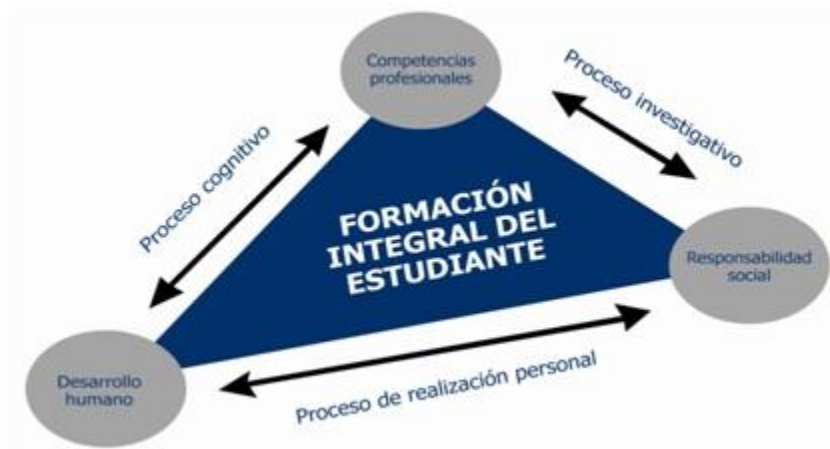 Competencias
profesionales
Proceso investigativo
Proceso cognitivo
FORMACIÓN
INTEGRAL DEL
ESTUDIANTE
Responsabilidad
social
Desarrollo
humano
Proceso de realización personal